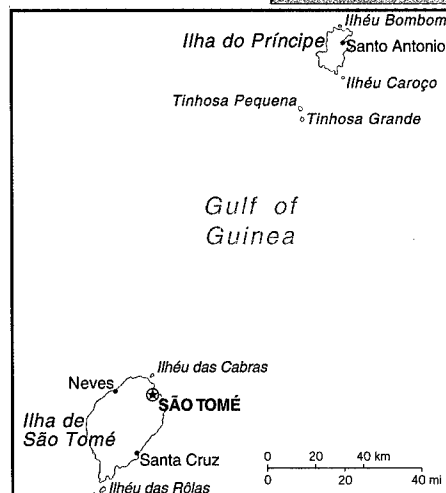 Ilhéu Bombom
Ilha do Príncipe
Santo Antonio
Ilhéu Caroço
Tinhosa Pequena
Tinhosa Grande
Gulf of
Guinea
Ilhéu das Cabras
Neves
SÃO TOMÉ
Ilha de
São Tomé
Santa Cruz
Ilhéu das Rôlas
0 20 40 km
0 20 40 mi